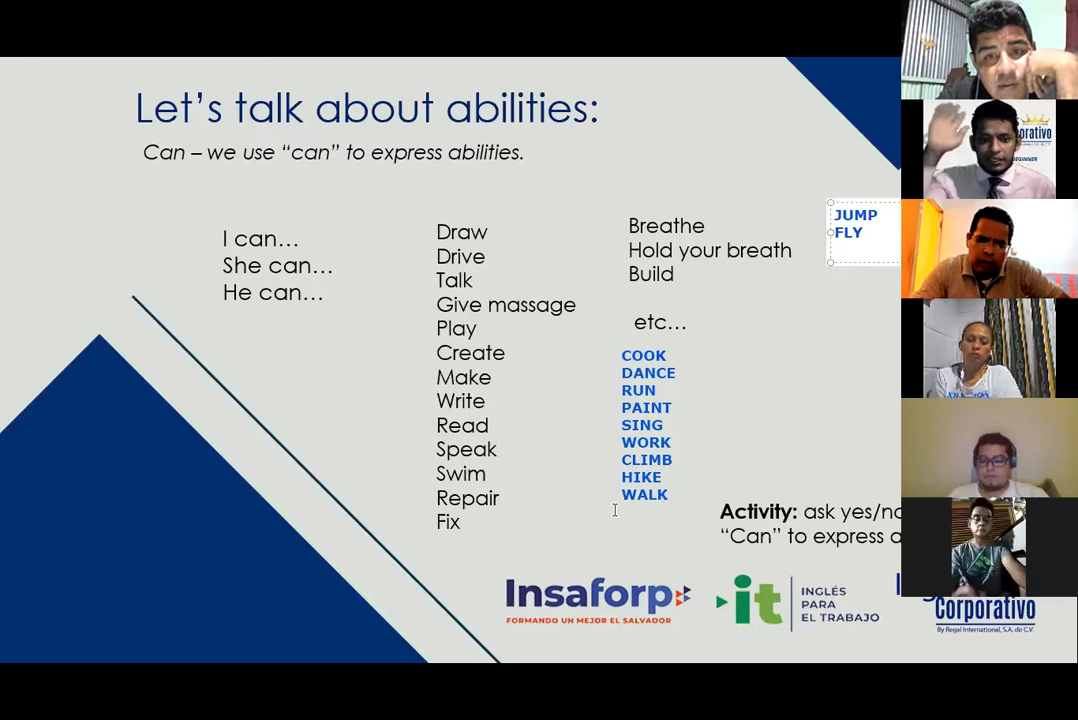 Let's talk about abilities:
Can – we use "can" to express abilities.
I can...
She can...
He can...
Draw
Drive
Talk
Give massage
Play
Create
Make
Write
Read
Speak
Swim
Repair
Fix
Breathe
Hold your breath
Build
etc...
COOK
DANCE
RUN
PAINT
SING
WORK
CLIMB
HIKE
WALK
JUMP
FLY
Activity: ask yes/no
"Can" to express a
Insaforp
FORMANDO UN MEJOR EL SALVADOR
it
INGLÉS
PARA
EL TRABAJO
Corporativo
By Regal International, S.A. de C.V.